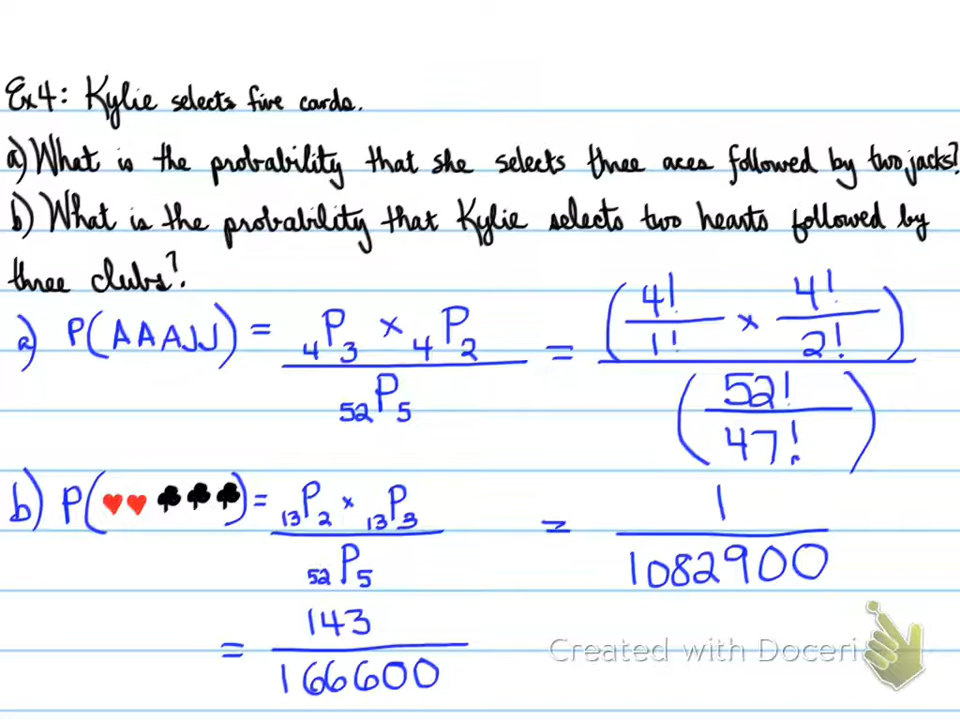 Ex4: Kylie selects five cards.
a) What is the probability that she selects three aces followed by two jacks?
b) What is the probability that Kylie selects two hearts followed by
three clubs?
a) P(AAAJJ) = (₄P₃ × ₄P₂) / ₅₂P₅ = (4!/1! × 4!/2!) / (52!/47!)
= 1/1082900
b) P(♥♥♣♣♣) = (₁₃P₂ × ₁₃P₃) / ₅₂P₅
= 143/166600
Created with Doceri